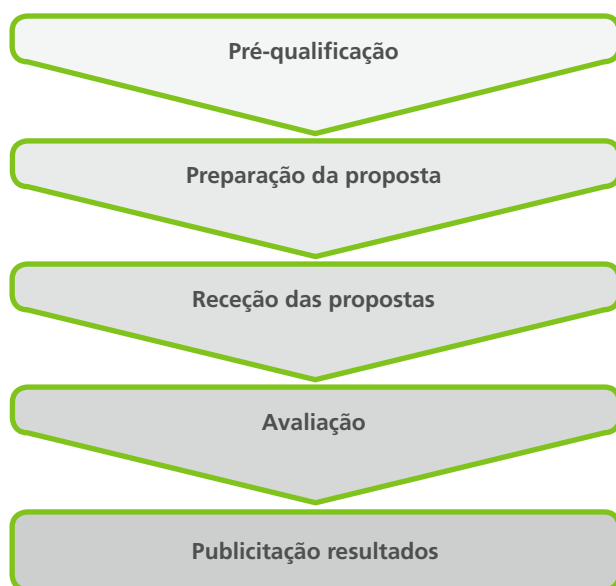 Pré-qualificação
Preparação da proposta
Receção das propostas
Avaliação
Publicitação resultados